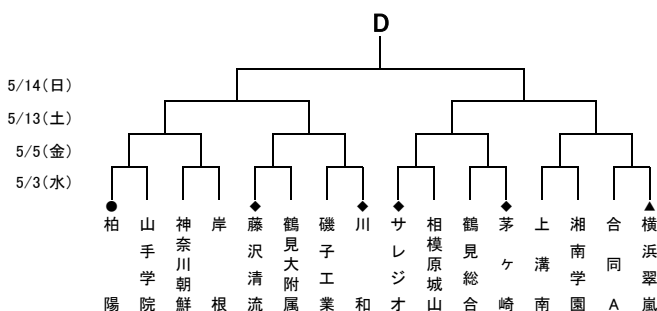 D
5/14(日)
5/13(土)
5/5(金)
5/3(水)
● ◆ ◆ ◆ ◆ ▲
柏陽
山手学院
神奈川朝鮮
岸根
藤沢清流
鶴見大附属
磯子工業
川和
サレジオ
相模原城山
鶴見総合
茅ヶ崎
上溝南
湘南学園
合同A
横浜翠嵐